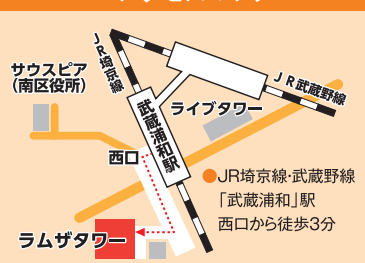 JR埼京線
JR武蔵野線
サウスピア
(南区役所)
武蔵浦和駅
ライブタワー
西口
●JR埼京線・武蔵野線
「武蔵浦和」駅
西口から徒歩3分
ラムザタワー